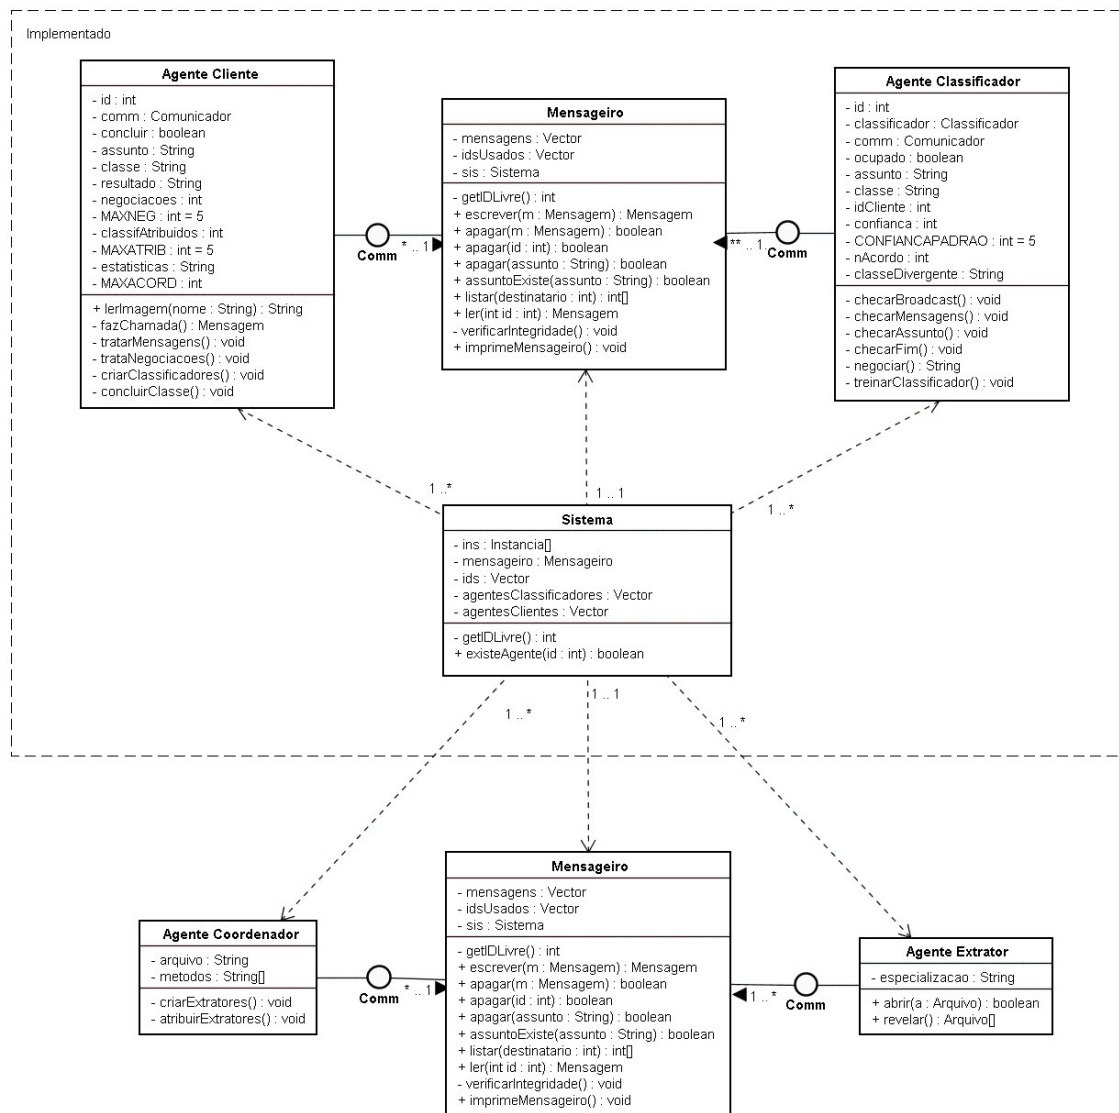 Implementado
Agente Cliente
- id : int
- comm : Comunicador
- concluir : boolean
- assunto : String
- classe : String
- resultado : String
- negociacoes : int
- MAXNEG : int = 5
- classifAtribuidos : int
- MAXATRIB : int = 5
- estatisticas : String
- MAXACORD : int
+ lerImagem(nome : String) : String
- fazChamada() : Mensagem
- tratarMensagens() : void
- trataNegociacoes() : void
- criarClassificadores() : void
- concluirClasse() : void
Comm
* .. 1
Mensageiro
- mensagens : Vector
- idsUsados : Vector
- sis : Sistema
- getIDLivre() : int
+ escrever(m : Mensagem) : Mensagem
+ apagar(m : Mensagem) : boolean
+ apagar(id : int) : boolean
+ apagar(assunto : String) : boolean
+ assuntoExiste(assunto : String) : boolean
+ listar(destinatario : int) : int[]
+ ler(int id : int) : Mensagem
- verificarIntegridade() : void
+ imprimeMensageiro() : void
** .. 1.
Comm
Agente Classificador
- id : int
- classificador : Classificador
- comm : Comunicador
- ocupado : boolean
- assunto : String
- classe : String
- idCliente : int
- confianca : int
- CONFIANCAPADRAO : int = 5
- nAcordo : int
- classeDivergente : String
- checarBroadcast() : void
- checarMensagens() : void
- checarAssunto() : void
- checarFim() : void
- negociar() : String
- treinarClassificador() : void
1 ..*
1 .. 1
1 .. *
Sistema
- ins : Instancia[]
- mensageiro : Mensageiro
- ids : Vector
- agentesClassificadores : Vector
- agentesClientes : Vector
- getIDLivre() : int
+ existeAgente(id : int) : boolean
1 .. *
1 .. 1
1 .. *
Agente Coordenador
- arquivo : String
- metodos : String[]
- criarExtratores() : void
- atribuirExtratores() : void
Comm
* .. 1
Mensageiro
- mensagens : Vector
- idsUsados : Vector
- sis : Sistema
- getIDLivre() : int
+ escrever(m : Mensagem) : Mensagem
+ apagar(m : Mensagem) : boolean
+ apagar(id : int) : boolean
+ apagar(assunto : String) : boolean
+ assuntoExiste(assunto : String) : boolean
+ listar(destinatario : int) : int[]
+ ler(int id : int) : Mensagem
- verificarIntegridade() : void
+ imprimeMensageiro() : void
1 .. *
Comm
Agente Extrator
- especializacao : String
+ abrir(a : Arquivo) : boolean
+ revelar() : Arquivo[]